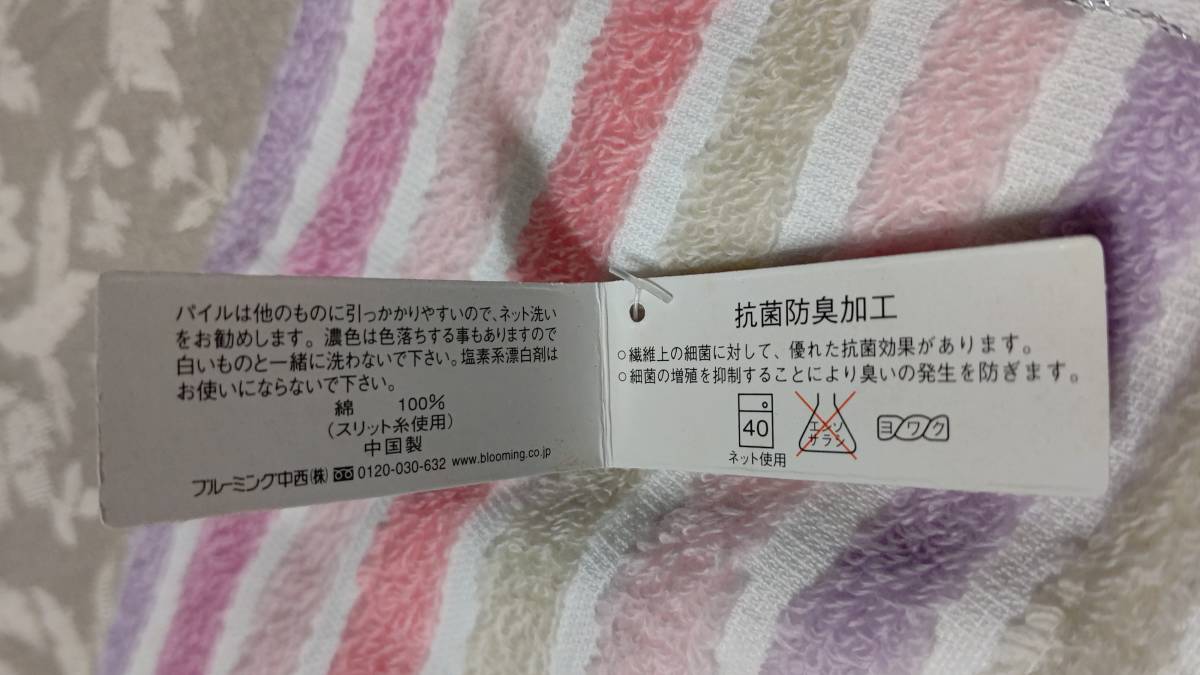 パイルは他のものに引っかかりやすいので、ネット洗い
をお勧めします。濃色は色落ちする事もありますので
白いものと一緒に洗わないで下さい。塩素系漂白剤は
お使いにならないで下さい。
綿 100%
(スリット糸使用)
中国製
ブルーミング中西(株) 0120-030-632 www.blooming.co.jp
抗菌防臭加工
○繊維上の細菌に対して、優れた抗菌効果があります。
○細菌の増殖を抑制することにより臭いの発生を防ぎます。
40
ネット使用
エンソ
サラシ
ヨワク